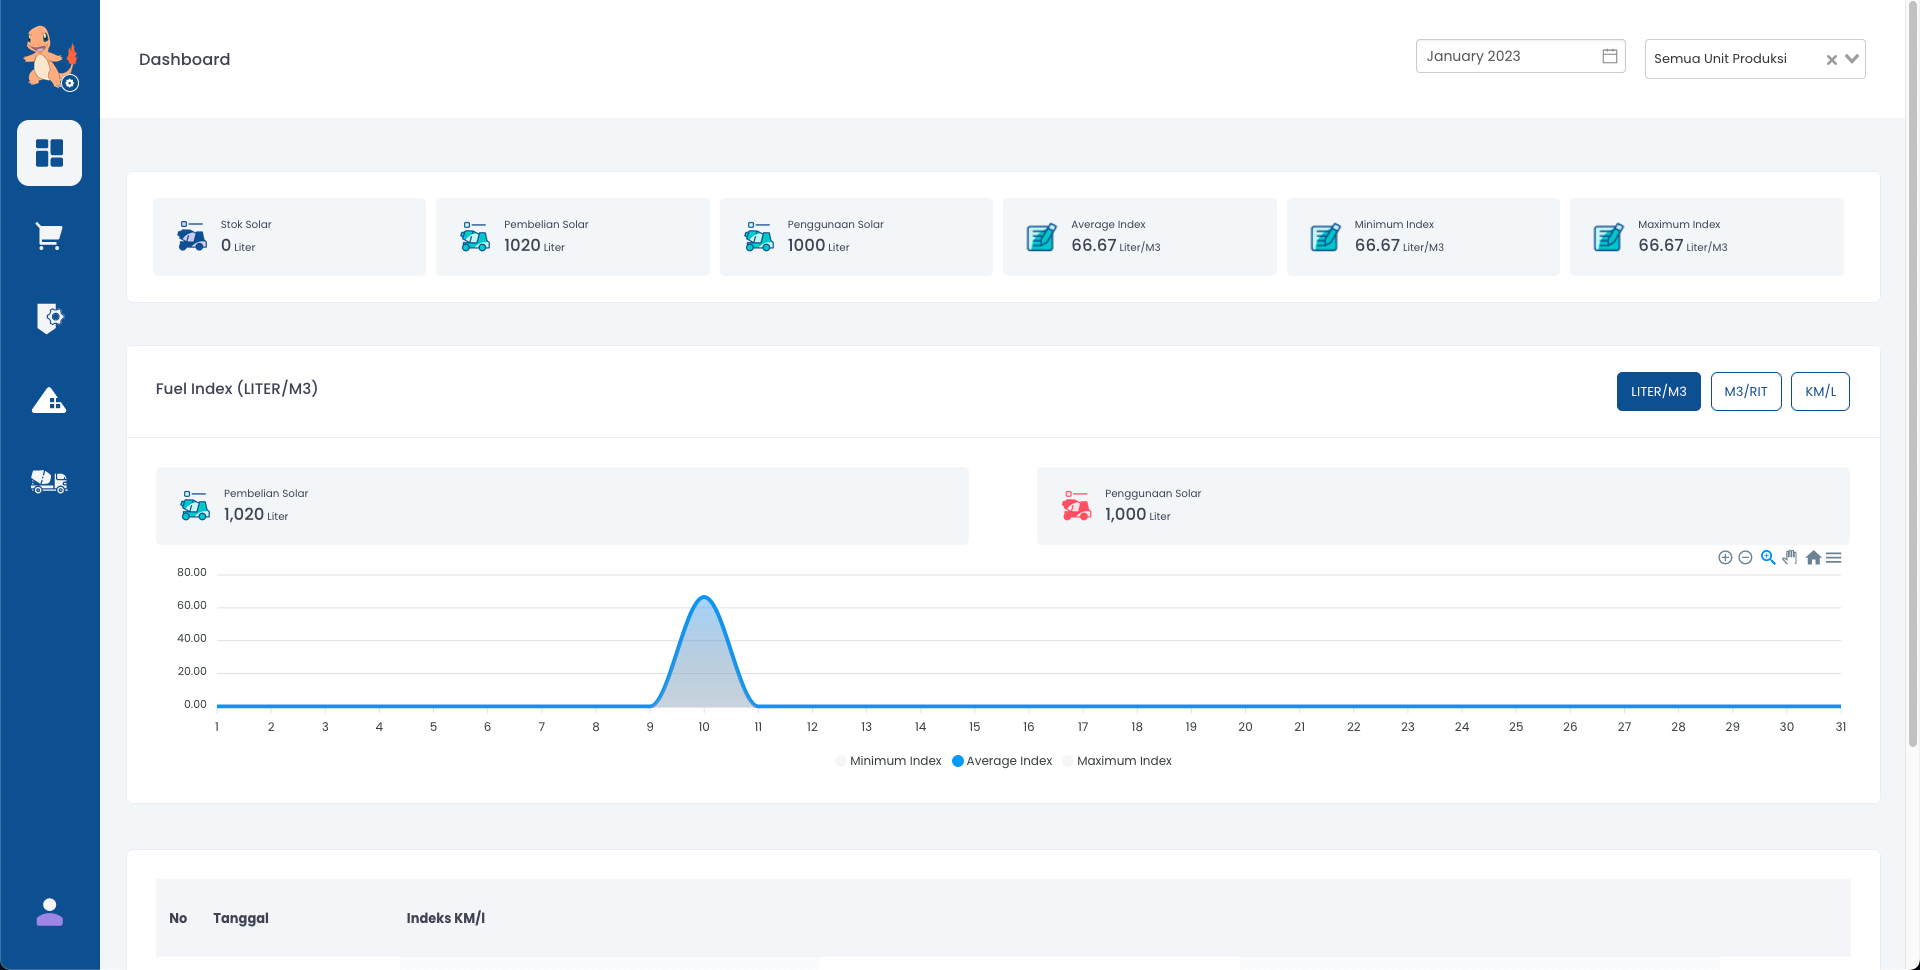 Dashboard
January 2023
Semua Unit Produksi
Stok Solar
0 Liter
Pembelian Solar
1020 Liter
Penggunaan Solar
1000 Liter
Average Index
66.67 Liter/M3
Minimum Index
66.67 Liter/M3
Maximum Index
66.67 Liter/M3
Fuel Index (LITER/M3)
LITER/M3
M3/RIT
KM/L
Pembelian Solar
1,020 Liter
Penggunaan Solar
1,000 Liter
80.00
60.00
40.00
20.00
0.00
1 2 3 4 5 6 7 8 9 10 11 12 13 14 15 16 17 18 19 20 21 22 23 24 25 26 27 28 29 30 31
Minimum Index Average Index Maximum Index
No Tanggal Indeks KM/l